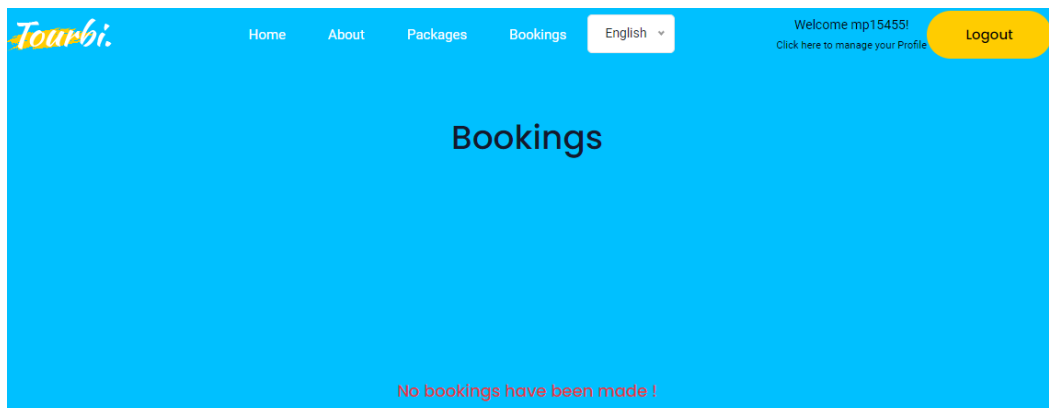 Tourbi.
Home About Packages Bookings English
Welcome mp15455!
Click here to manage your Profile
Logout
Bookings
No bookings have been made !